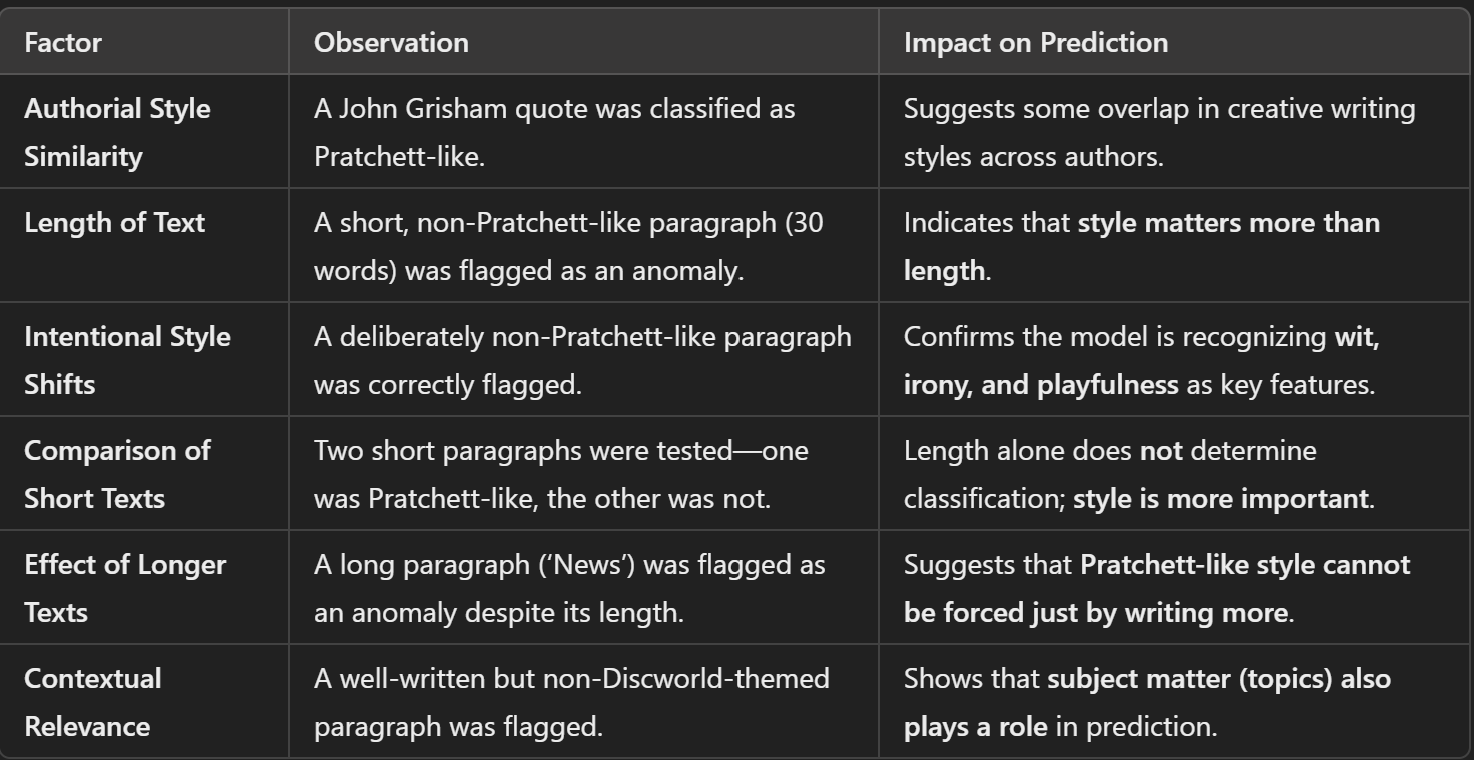 Factor
Observation
Impact on Prediction
Authorial Style
Similarity
A John Grisham quote was classified as
Pratchett-like.
Suggests some overlap in creative writing
styles across authors.
Length of Text
A short, non-Pratchett-like paragraph (30
words) was flagged as an anomaly.
Indicates that style matters more than
length.
Intentional Style
Shifts
A deliberately non-Pratchett-like paragraph
was correctly flagged.
Confirms the model is recognizing wit,
irony, and playfulness as key features.
Comparison of
Short Texts
Two short paragraphs were tested—one
was Pratchett-like, the other was not.
Length alone does not determine
classification; style is more important.
Effect of Longer
Texts
A long paragraph (‘News’) was flagged as
an anomaly despite its length.
Suggests that Pratchett-like style cannot
be forced just by writing more.
Contextual
Relevance
A well-written but non-Discworld-themed
paragraph was flagged.
Shows that subject matter (topics) also
plays a role in prediction.